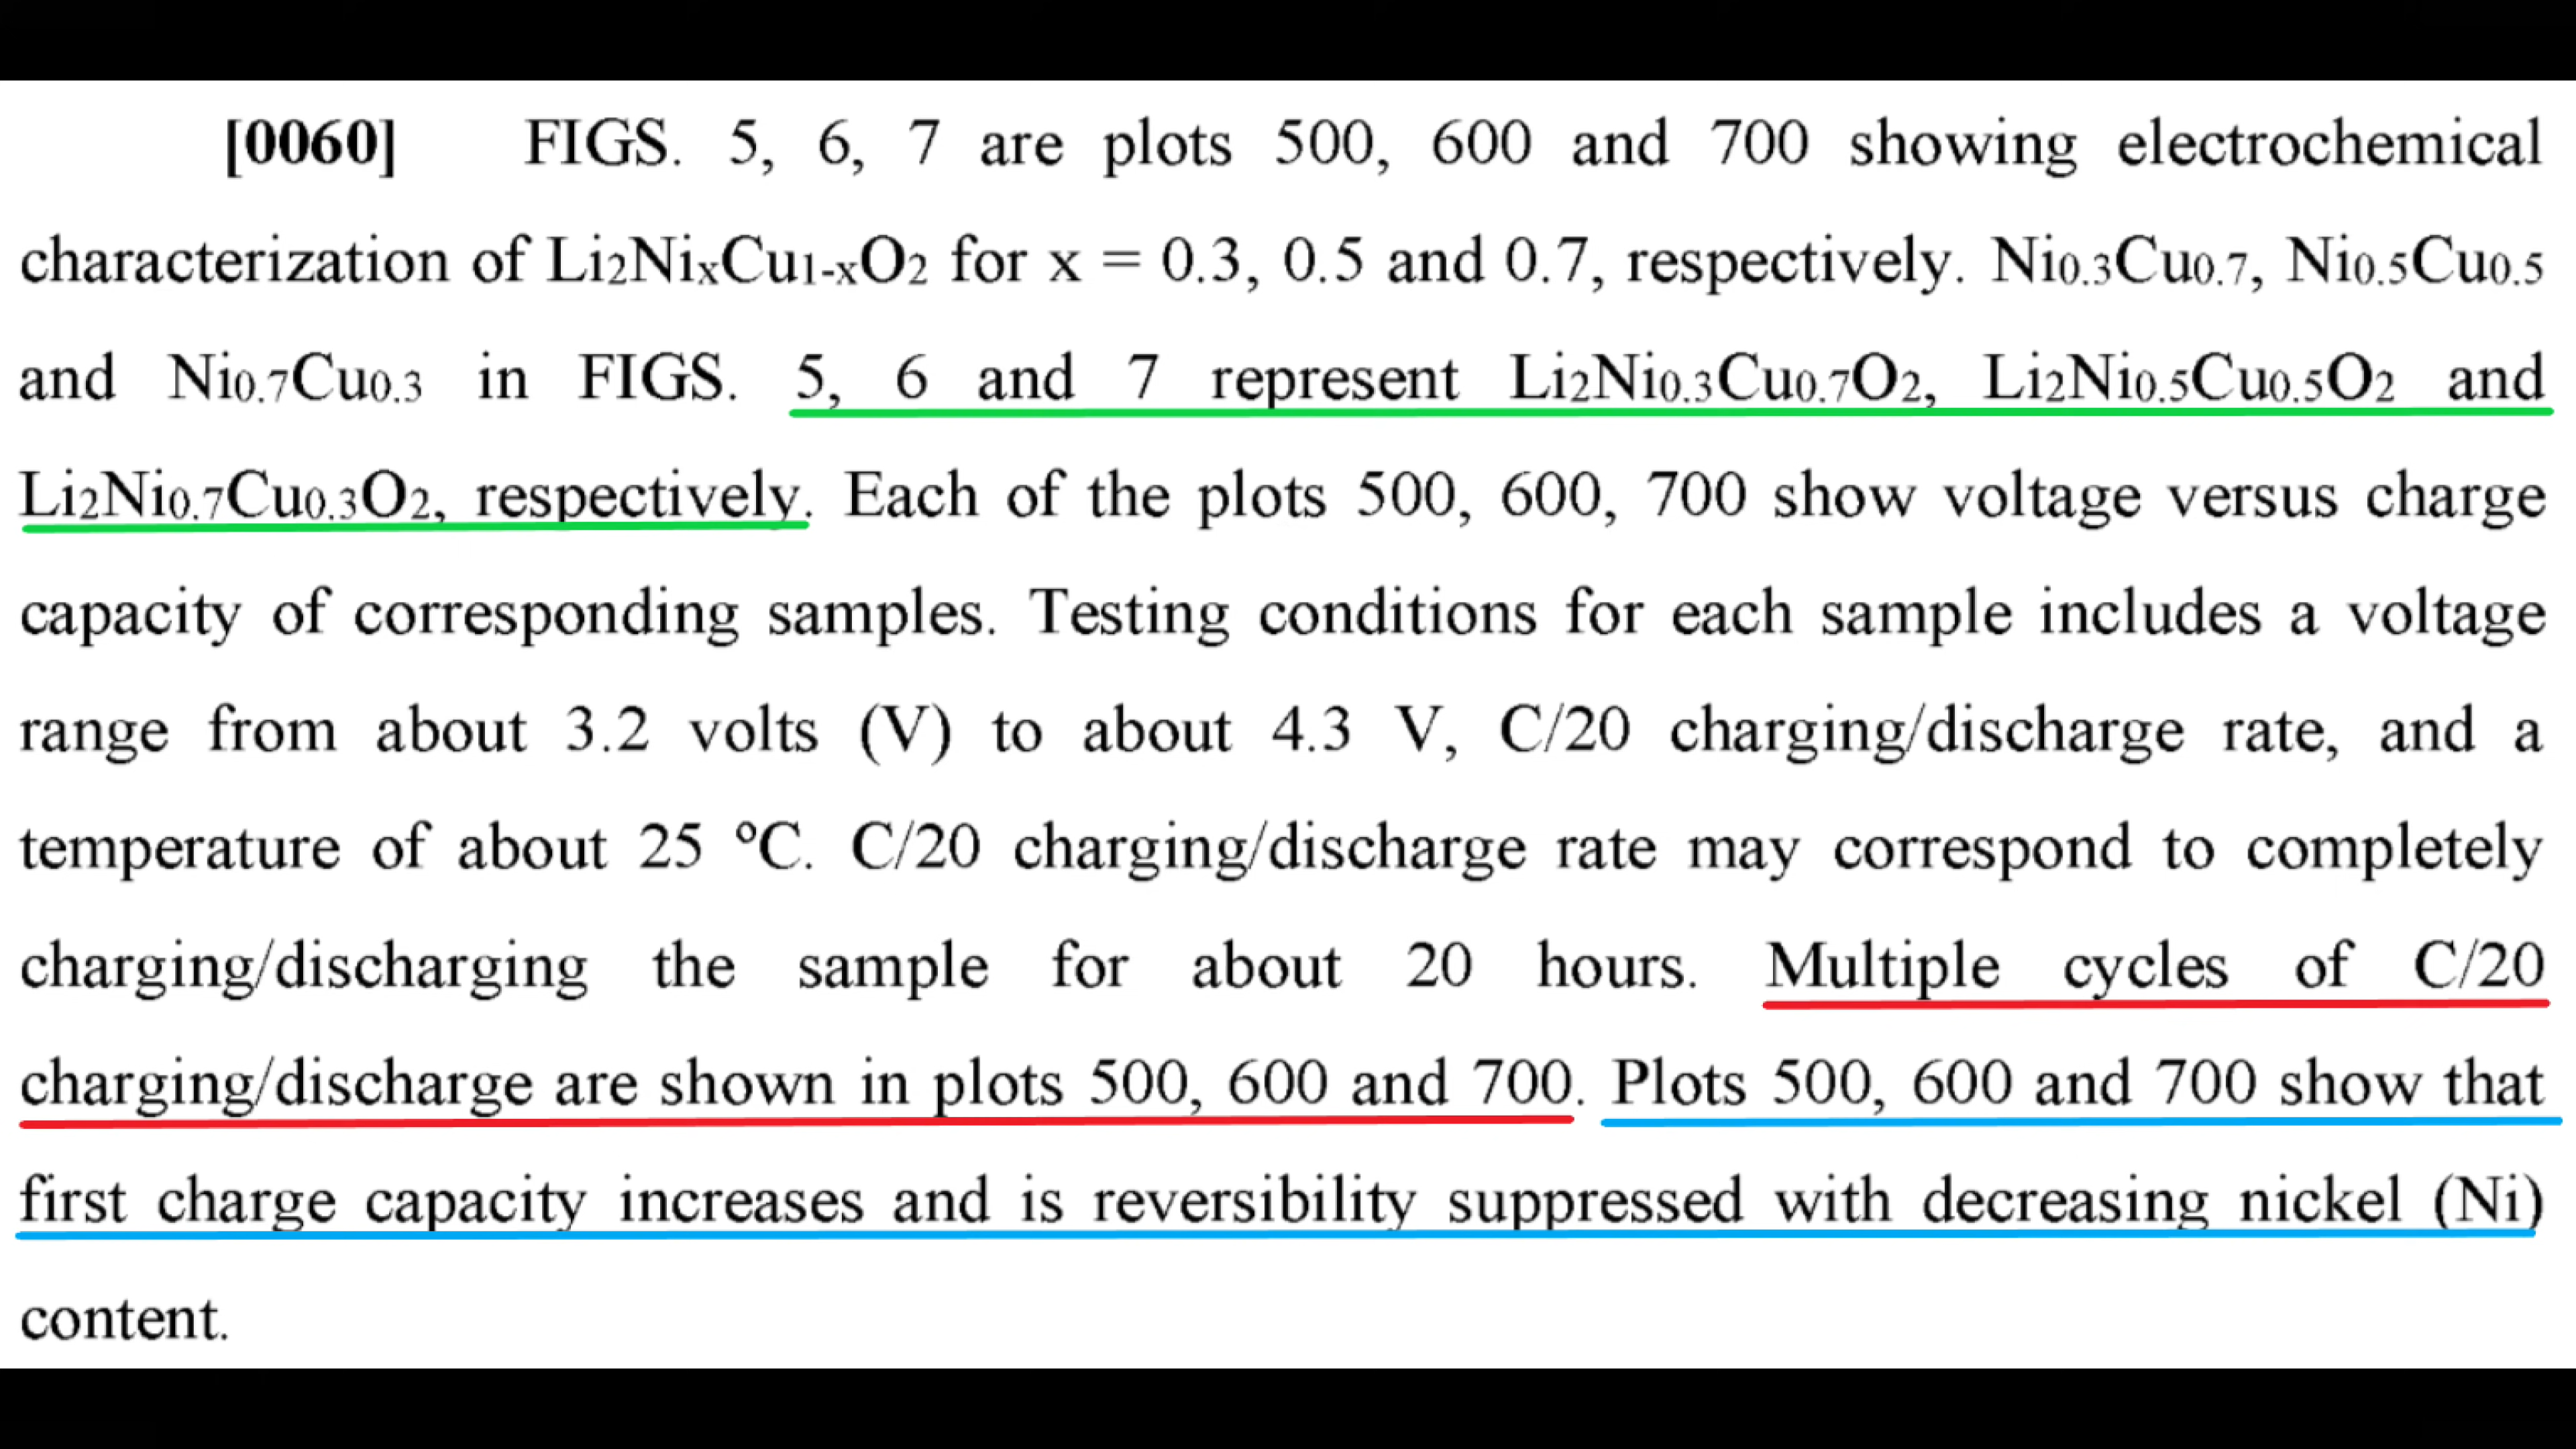 [0060] FIGS. 5, 6, 7 are plots 500, 600 and 700 showing electrochemical
characterization of Li2NixCu1-xO2 for x = 0.3, 0.5 and 0.7, respectively. Ni0.3Cu0.7, Ni0.5Cu0.5
and Ni0.7Cu0.3 in FIGS. 5, 6 and 7 represent Li2Ni0.3Cu0.7O2, Li2Ni0.5Cu0.5O2 and
Li2Ni0.7Cu0.3O2, respectively. Each of the plots 500, 600, 700 show voltage versus charge
capacity of corresponding samples. Testing conditions for each sample includes a voltage
range from about 3.2 volts (V) to about 4.3 V, C/20 charging/discharge rate, and a
temperature of about 25 ºC. C/20 charging/discharge rate may correspond to completely
charging/discharging the sample for about 20 hours. Multiple cycles of C/20
charging/discharge are shown in plots 500, 600 and 700. Plots 500, 600 and 700 show that
first charge capacity increases and is reversibility suppressed with decreasing nickel (Ni)
content.